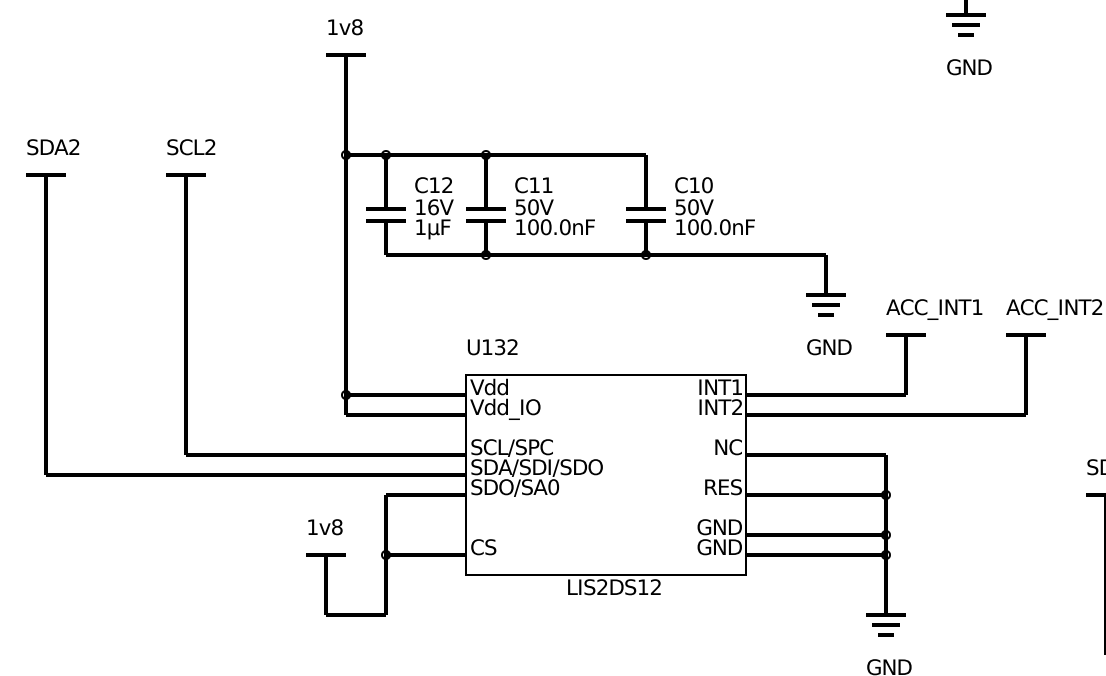 1v8
GND
SDA2
SCL2
C12
16V
1µF
C11
50V
100.0nF
C10
50V
100.0nF
GND
ACC_INT1
ACC_INT2
U132
Vdd
Vdd_IO
SCL/SPC
SDA/SDI/SDO
SDO/SA0
CS
INT1
INT2
NC
RES
GND
GND
LIS2DS12
1v8
GND